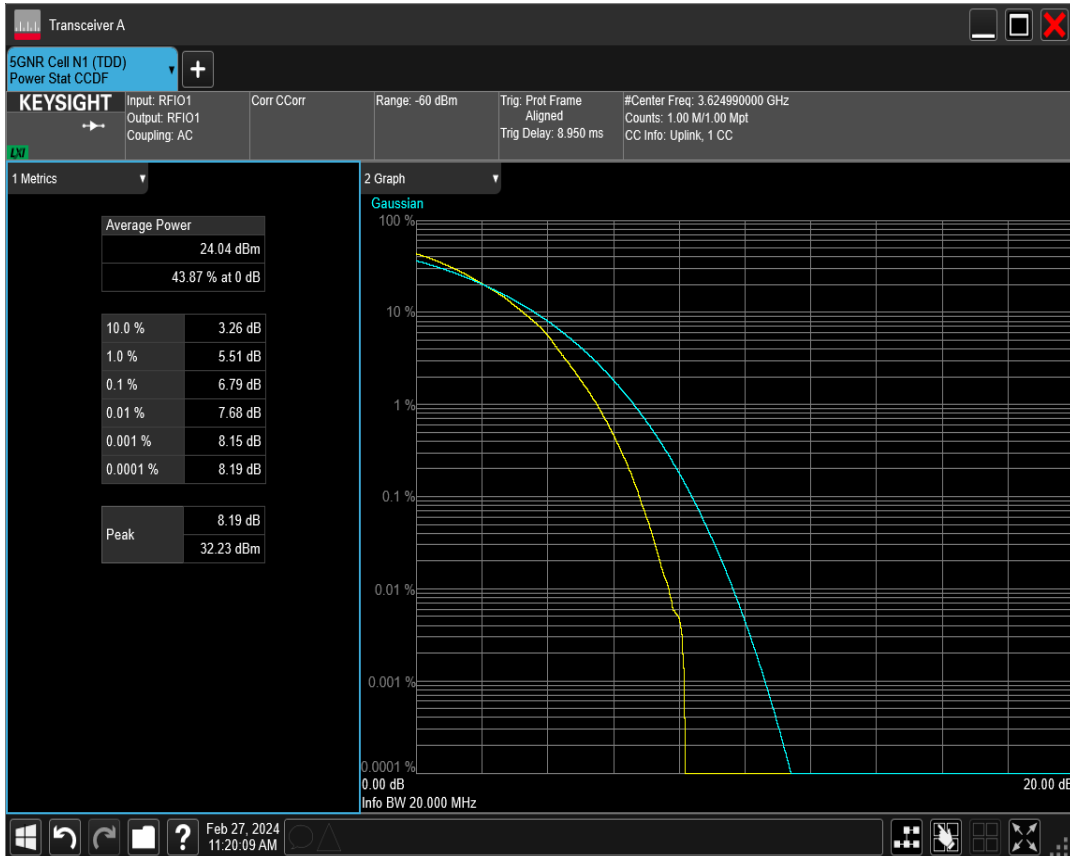 Transceiver A
5GNR Cell N1 (TDD)
Power Stat CCDF
+
KEYSIGHT
LXI
Input: RFIO1
Output: RFIO1
Coupling: AC
Corr CCorr
Range: -60 dBm
Trig: Prot Frame
Aligned
Trig Delay: 8.950 ms
#Center Freq: 3.624990000 GHz
Counts: 1.00 M/1.00 Mpt
CC Info: Uplink, 1 CC
1 Metrics
Average Power
24.04 dBm
43.87 % at 0 dB
10.0 % 3.26 dB
1.0 % 5.51 dB
0.1 % 6.79 dB
0.01 % 7.68 dB
0.001 % 8.15 dB
0.0001 % 8.19 dB
Peak
8.19 dB
32.23 dBm
2 Graph
Gaussian
100 %
10 %
1 %
0.1 %
0.01 %
0.001 %
0.0001 %
0.00 dB 20.00 dB
Info BW 20.000 MHz
?
Feb 27, 2024
11:20:09 AM